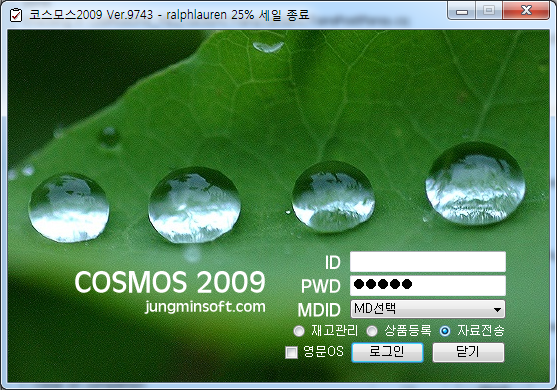 코스모스2009 Ver.9743 - ralphlauren 25% 세일 종료
ID
COSMOS 2009
PWD ●●●●●
jungminsoft.com
MDID MD선택
재고관리 상품등록 자료전송
영문OS 로그인 닫기